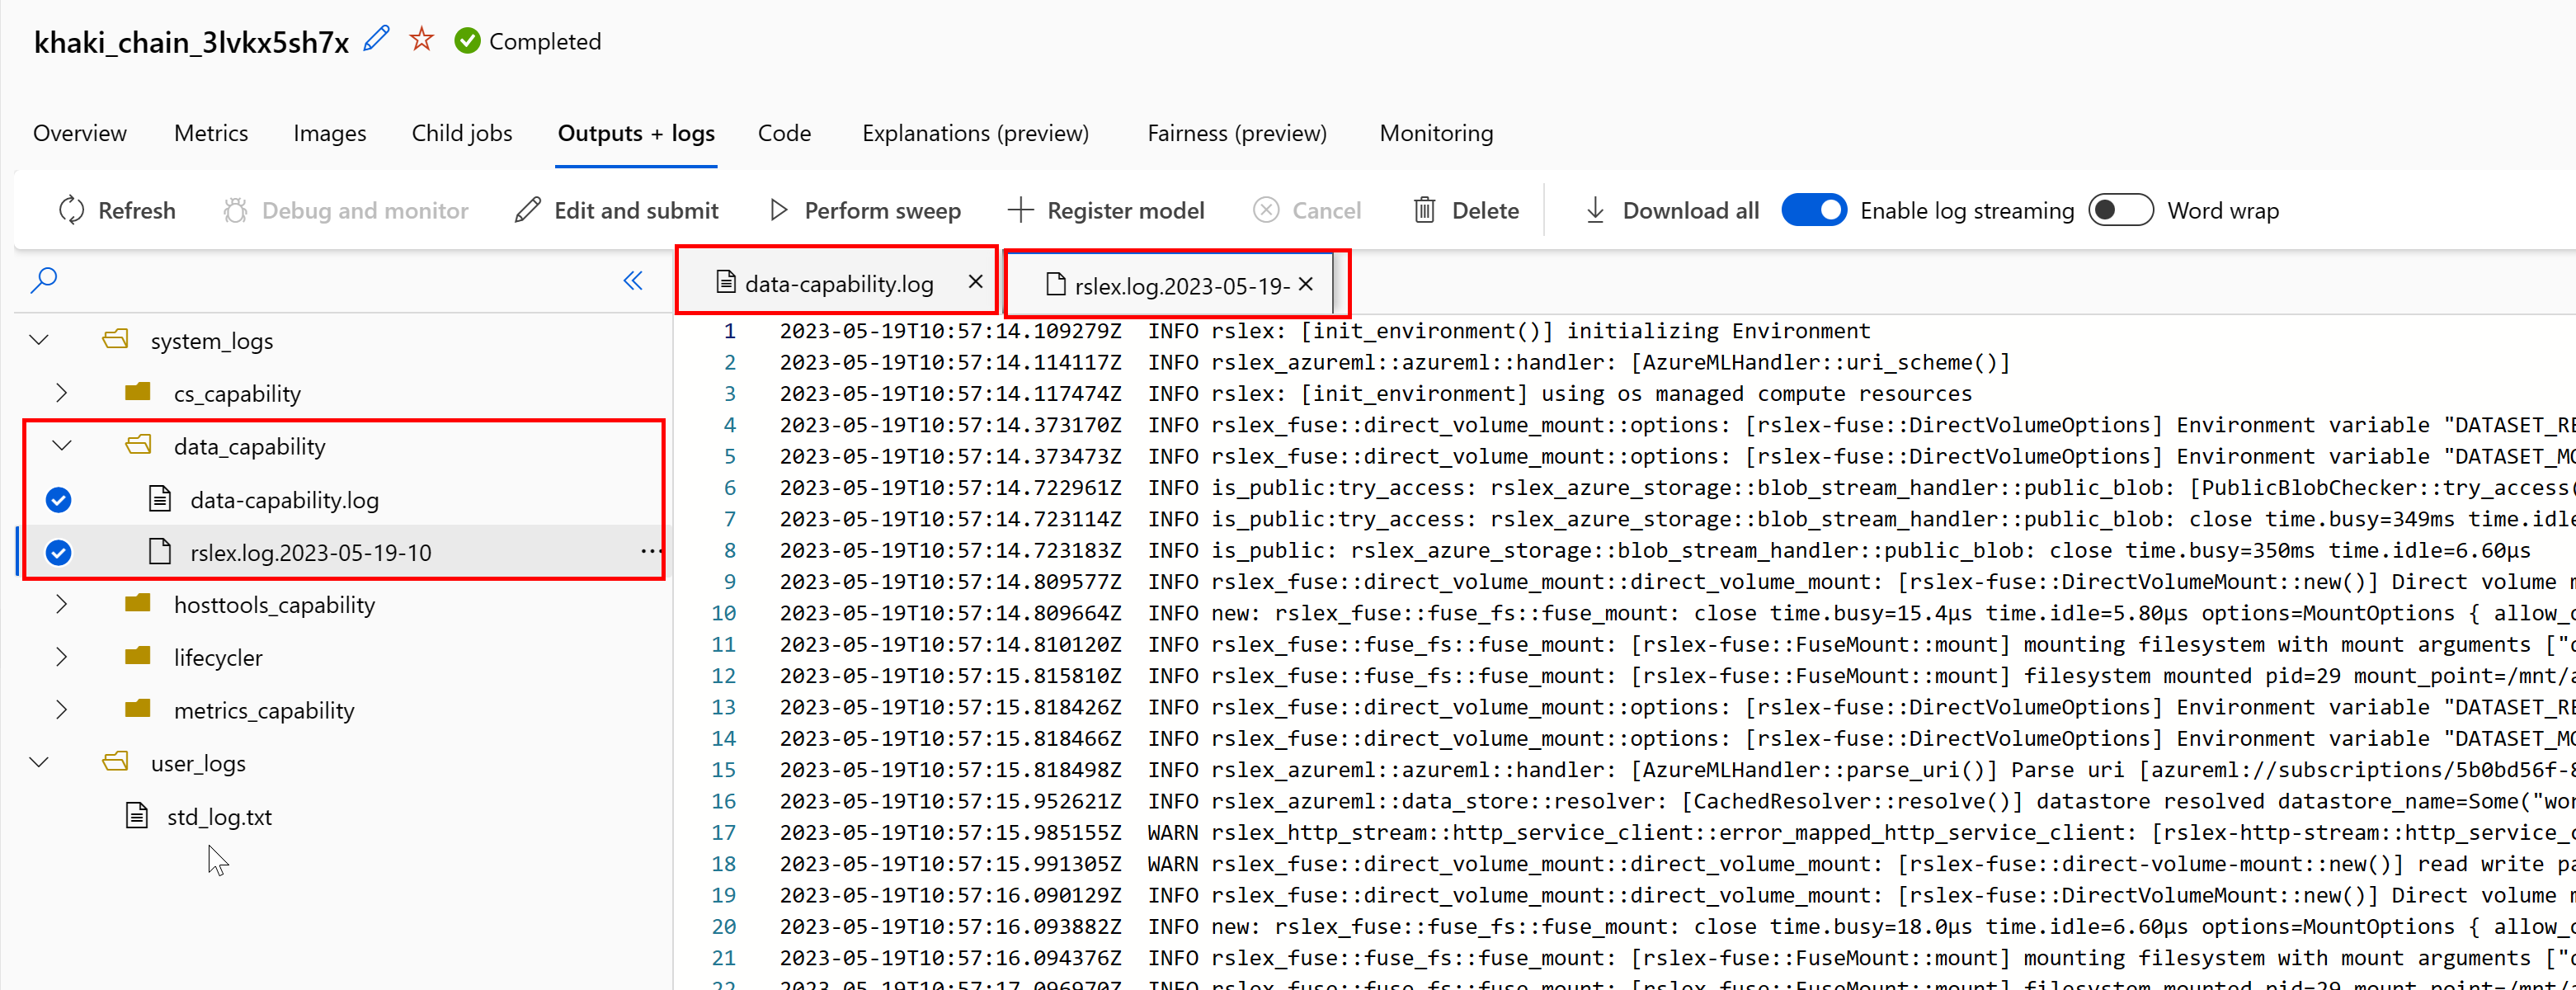 khaki_chain_3lvkx5sh7x Completed
Overview Metrics Images Child jobs Outputs + logs Code Explanations (preview) Fairness (preview) Monitoring
Refresh Debug and monitor Edit and submit Perform sweep Register model Cancel Delete Download all Enable log streaming Word wrap
system_logs
cs_capability
data_capability
data-capability.log
rslex.log.2023-05-19-10
hosttools_capability
lifecycler
metrics_capability
user_logs
std_log.txt
data-capability.log rslex.log.2023-05-19-
1 2023-05-19T10:57:14.109279Z INFO rslex: [init_environment()] initializing Environment
2 2023-05-19T10:57:14.114117Z INFO rslex_azureml::azureml::handler: [AzureMLHandler::uri_scheme()]
3 2023-05-19T10:57:14.117474Z INFO rslex: [init_environment] using os managed compute resources
4 2023-05-19T10:57:14.373170Z INFO rslex_fuse::direct_volume_mount::options: [rslex-fuse::DirectVolumeOptions] Environment variable "DATASET_RE
5 2023-05-19T10:57:14.373473Z INFO rslex_fuse::direct_volume_mount::options: [rslex-fuse::DirectVolumeOptions] Environment variable "DATASET_MO
6 2023-05-19T10:57:14.722961Z INFO is_public:try_access: rslex_azure_storage::blob_stream_handler::public_blob: [PublicBlobChecker::try_access(
7 2023-05-19T10:57:14.723114Z INFO is_public:try_access: rslex_azure_storage::blob_stream_handler::public_blob: close time.busy=349ms time.idle
8 2023-05-19T10:57:14.723183Z INFO is_public: rslex_azure_storage::blob_stream_handler::public_blob: close time.busy=350ms time.idle=6.60µs
9 2023-05-19T10:57:14.809577Z INFO rslex_fuse::direct_volume_mount::direct_volume_mount: [rslex-fuse::DirectVolumeMount::new()] Direct volume m
10 2023-05-19T10:57:14.809664Z INFO new: rslex_fuse::fuse_fs::fuse_mount: close time.busy=15.4µs time.idle=5.80µs options=MountOptions { allow_o
11 2023-05-19T10:57:14.810120Z INFO rslex_fuse::fuse_fs::fuse_mount: [rslex-fuse::FuseMount::mount] mounting filesystem with mount arguments ["o
12 2023-05-19T10:57:15.815810Z INFO rslex_fuse::fuse_fs::fuse_mount: [rslex-fuse::FuseMount::mount] filesystem mounted pid=29 mount_point=/mnt/a
13 2023-05-19T10:57:15.818426Z INFO rslex_fuse::direct_volume_mount::options: [rslex-fuse::DirectVolumeOptions] Environment variable "DATASET_RE
14 2023-05-19T10:57:15.818466Z INFO rslex_fuse::direct_volume_mount::options: [rslex-fuse::DirectVolumeOptions] Environment variable "DATASET_MO
15 2023-05-19T10:57:15.818498Z INFO rslex_azureml::azureml::handler: [AzureMLHandler::parse_uri()] Parse uri [azureml://subscriptions/5b0bd56f-8
16 2023-05-19T10:57:15.952621Z INFO rslex_azureml::data_store::resolver: [CachedResolver::resolve()] datastore resolved datastore_name=Some("wor
17 2023-05-19T10:57:15.985155Z WARN rslex_http_stream::http_service_client::error_mapped_http_service_client: [rslex-http-stream::http_service_c
18 2023-05-19T10:57:15.991305Z WARN rslex_fuse::direct_volume_mount::direct_volume_mount: [rslex-fuse::direct-volume-mount::new()] read write pa
19 2023-05-19T10:57:16.090129Z INFO rslex_fuse::direct_volume_mount::direct_volume_mount: [rslex-fuse::DirectVolumeMount::new()] Direct volume m
20 2023-05-19T10:57:16.093882Z INFO new: rslex_fuse::fuse_fs::fuse_mount: close time.busy=18.0µs time.idle=6.60µs options=MountOptions { allow_o
21 2023-05-19T10:57:16.094376Z INFO rslex_fuse::fuse_fs::fuse_mount: [rslex-fuse::FuseMount::mount] mounting filesystem with mount arguments ["o
22 2023-05-19T10:57:17.096970Z INFO rslex_fuse::fuse_fs::fuse_mount: [rslex-fuse::FuseMount::mount] filesystem mounted pid=29 mount_point=/mnt/a